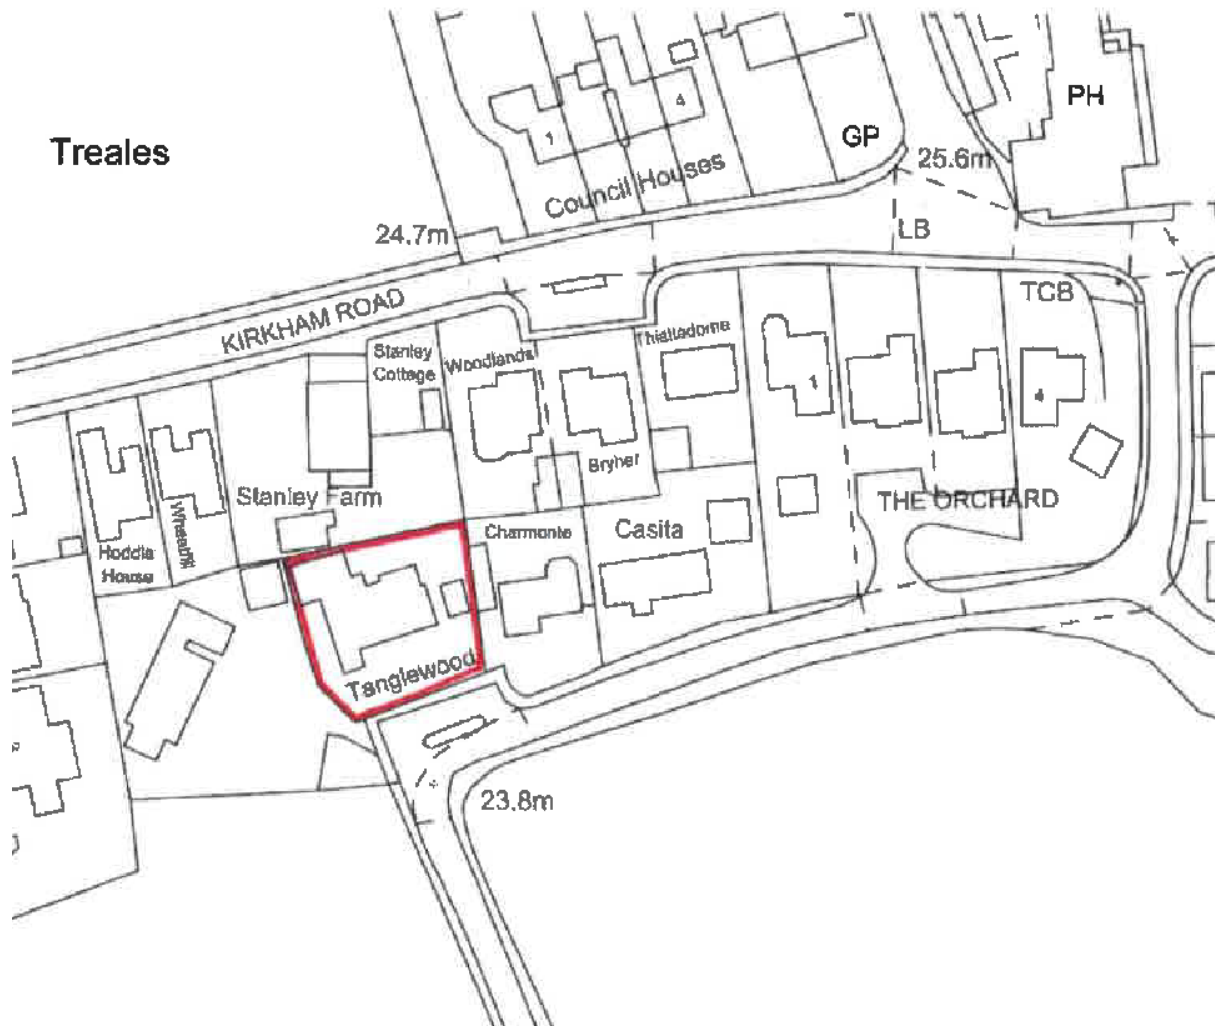 PH
Treales
4
1
GP
25.6m
Council Houses
24.7m
LB
TCB
KIRKHAM ROAD
Stanley
Cottage
Woodlands
Thistledome
1
4
Bryher
Stanley Farm
THE ORCHARD
Charmonte
Casita
Hoddle
House
Tanglewood
23.8m